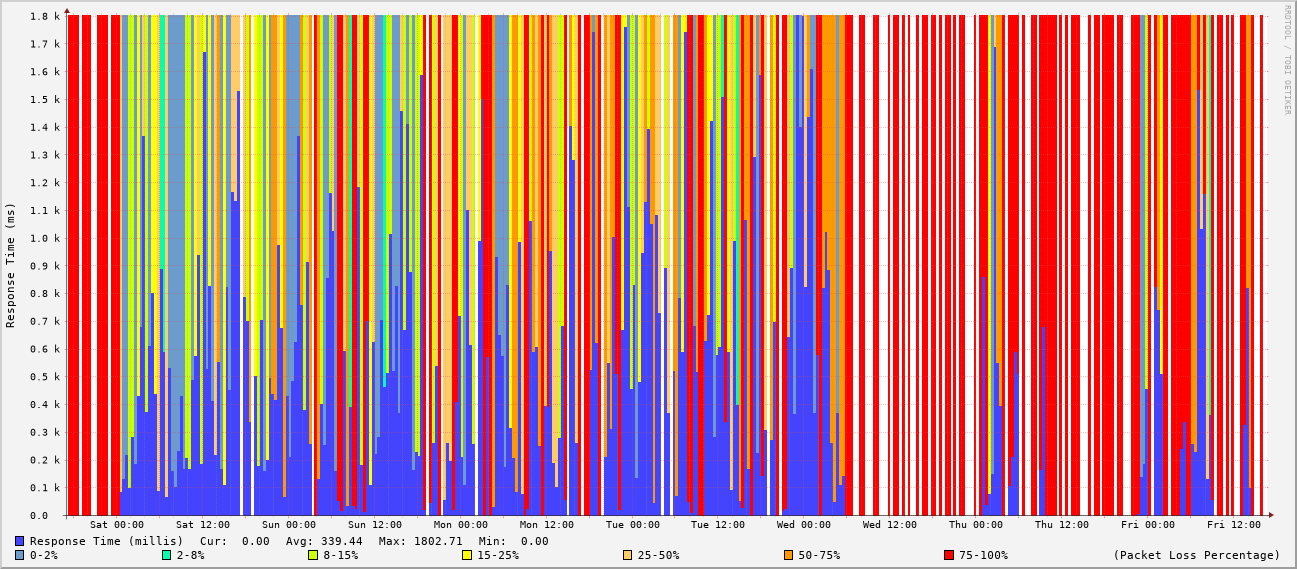 RRDTOOL / TOBI OETIKER
Response Time (ms)
1.8 k
1.7 k
1.6 k
1.5 k
1.4 k
1.3 k
1.2 k
1.1 k
1.0 k
0.9 k
0.8 k
0.7 k
0.6 k
0.5 k
0.4 k
0.3 k
0.2 k
0.1 k
0.0
Sat 00:00 Sat 12:00 Sun 00:00 Sun 12:00 Mon 00:00 Mon 12:00 Tue 00:00 Tue 12:00 Wed 00:00 Wed 12:00 Thu 00:00 Thu 12:00 Fri 00:00 Fri 12:00
Response Time (millis) Cur: 0.00 Avg: 339.44 Max: 1802.71 Min: 0.00
0-2% 2-8% 8-15% 15-25% 25-50% 50-75% 75-100% (Packet Loss Percentage)